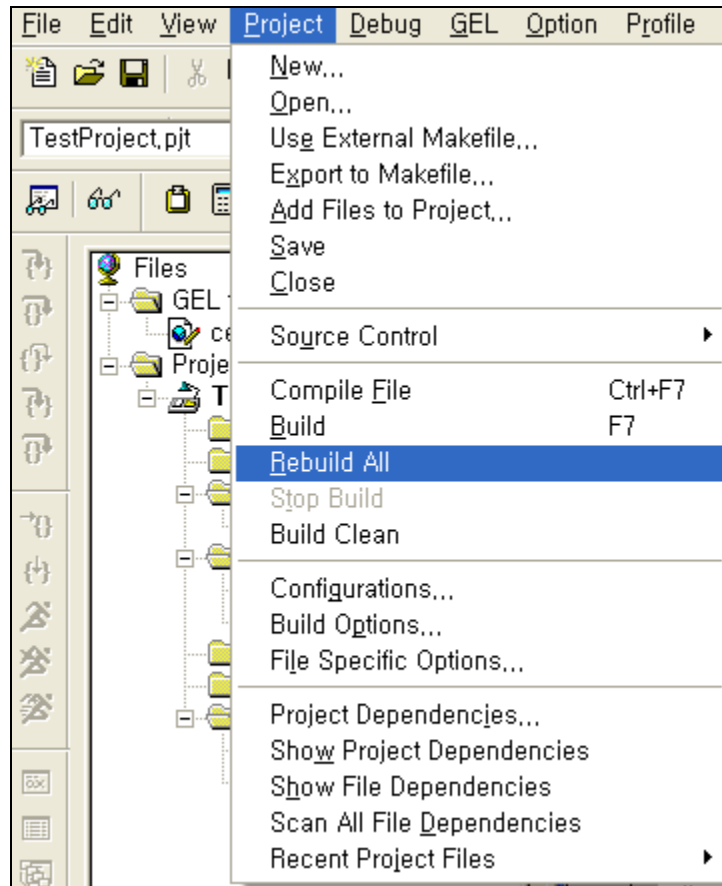 File Edit View Project Debug GEL Option Profile
New...
Open...
TestProject.pjt
Use External Makefile...
Export to Makefile...
Add Files to Project...
Save
Close
Files
GEL
Source Control
Compile File Ctrl+F7
Build F7
Rebuild All
Stop Build
Build Clean
Configurations...
Build Options...
File Specific Options...
Project Dependencies...
Show Project Dependencies
Show File Dependencies
Scan All File Dependencies
Recent Project Files